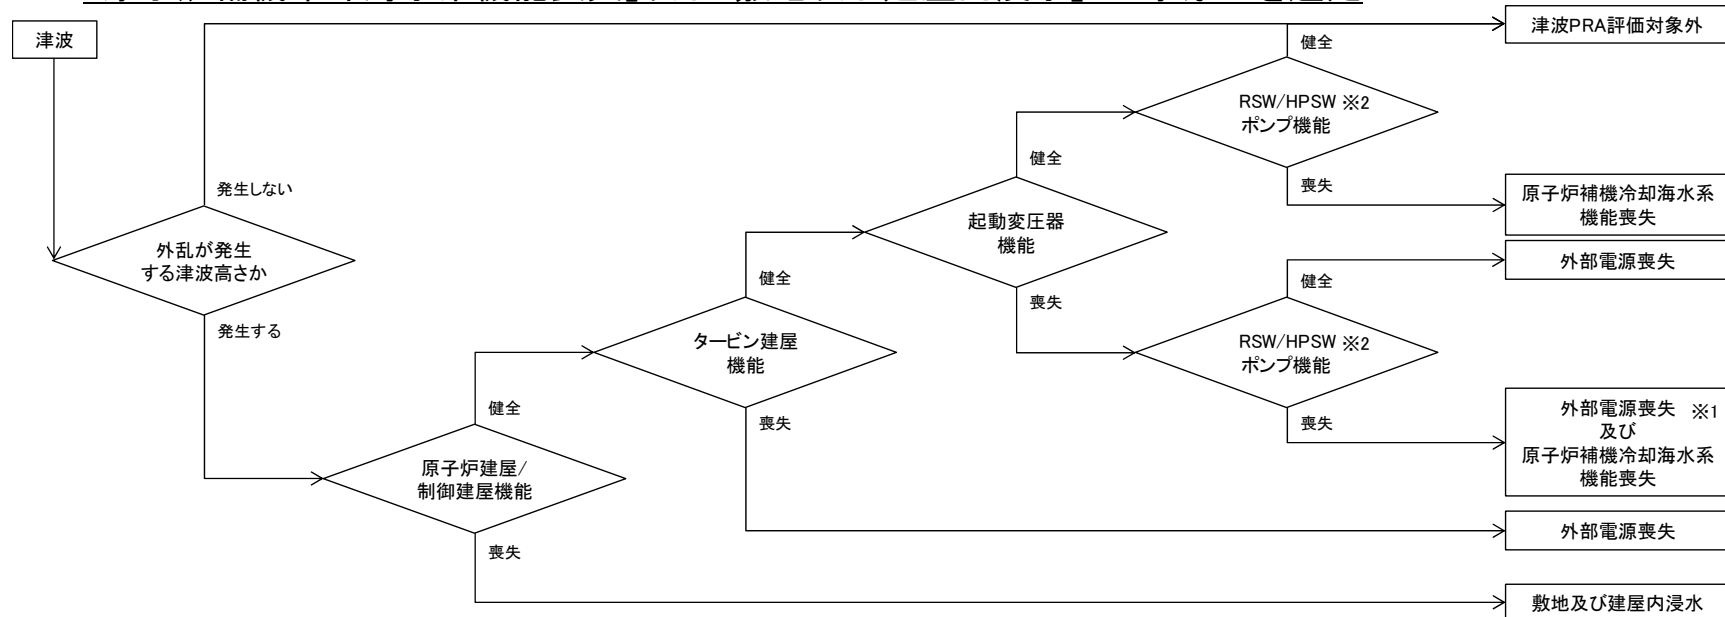 津波
津波PRA評価対象外
健全
RSW/HPSW ※2
ポンプ機能
健全
喪失
発生しない
原子炉補機冷却海水系
機能喪失
起動変圧器
機能
外乱が発生
する津波高さか
健全
外部電源喪失
健全
喪失
発生する
タービン建屋
機能
RSW/HPSW ※2
ポンプ機能
健全
喪失
喪失
外部電源喪失 ※1
及び
原子炉補機冷却海水系
機能喪失
原子炉建屋/
制御建屋機能
外部電源喪失
喪失
敷地及び建屋内浸水